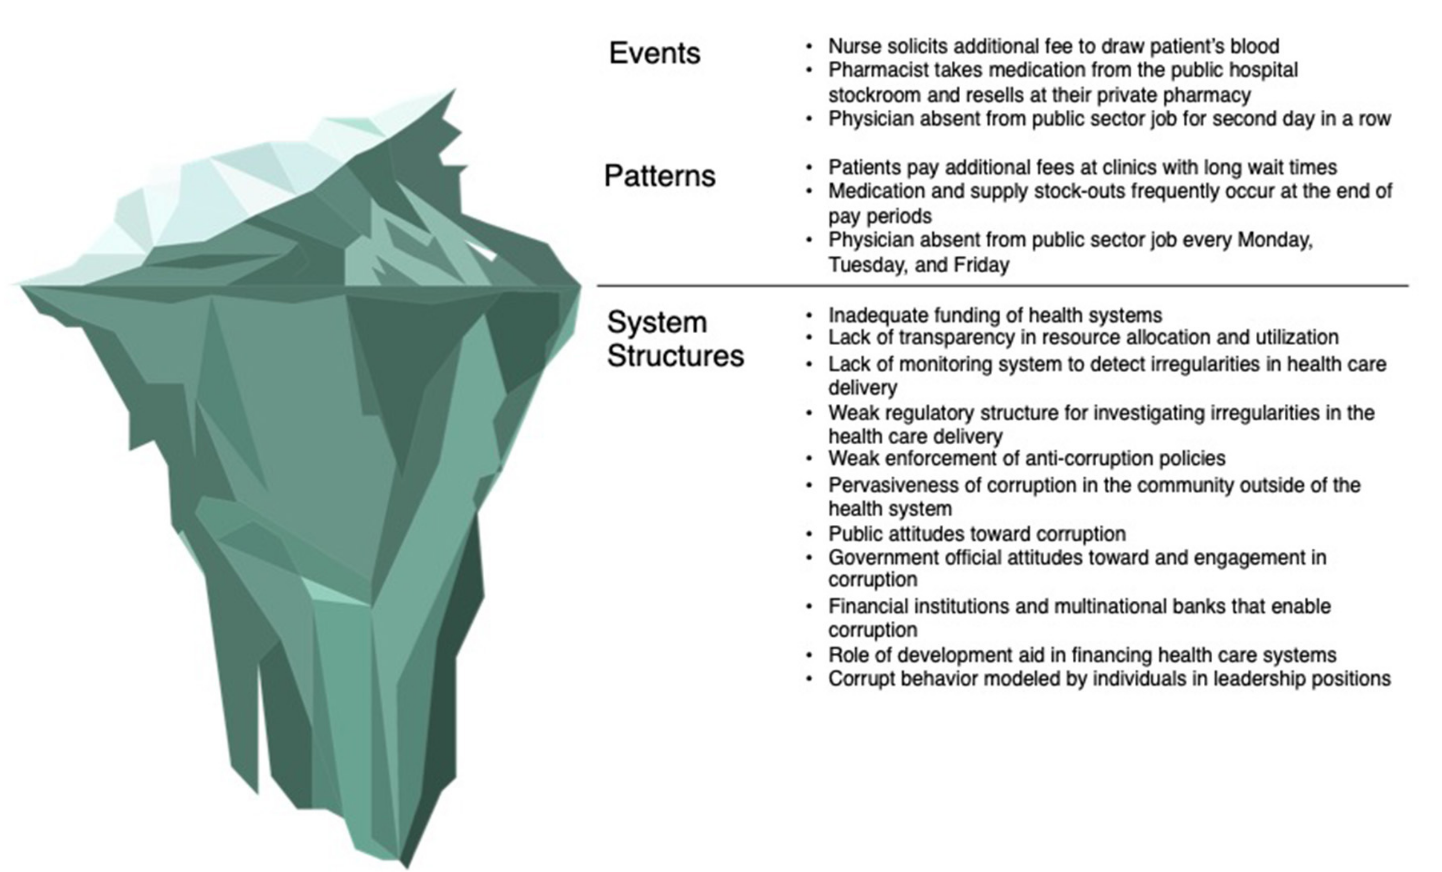 Events
• Nurse solicits additional fee to draw patient's blood
• Pharmacist takes medication from the public hospital
stockroom and resells at their private pharmacy
• Physician absent from public sector job for second day in a row
Patterns
• Patients pay additional fees at clinics with long wait times
• Medication and supply stock-outs frequently occur at the end of
pay periods
• Physician absent from public sector job every Monday,
Tuesday, and Friday
System
Structures
• Inadequate funding of health systems
• Lack of transparency in resource allocation and utilization
• Lack of monitoring system to detect irregularities in health care
delivery
• Weak regulatory structure for investigating irregularities in the
health care delivery
• Weak enforcement of anti-corruption policies
• Pervasiveness of corruption in the community outside of the
health system
• Public attitudes toward corruption
• Government official attitudes toward and engagement in
corruption
• Financial institutions and multinational banks that enable
corruption
• Role of development aid in financing health care systems
• Corrupt behavior modeled by individuals in leadership positions